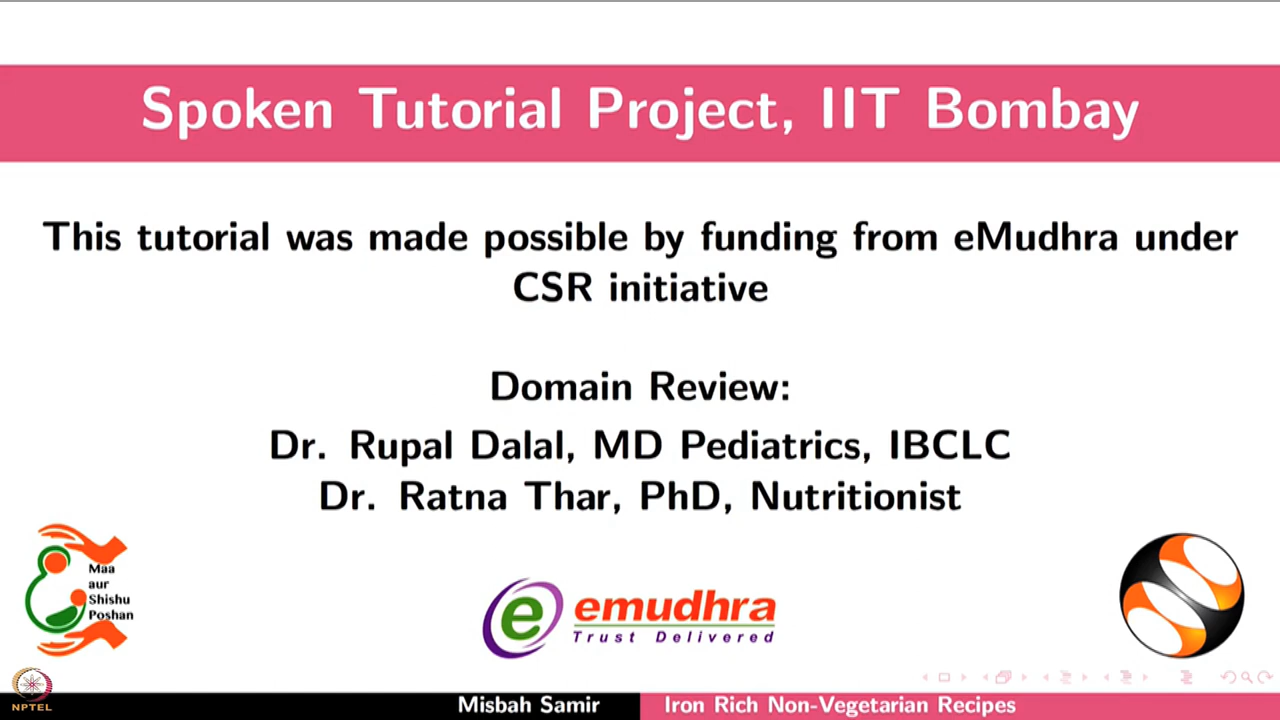 Spoken Tutorial Project, IIT Bombay
This tutorial was made possible by funding from eMudhra under
CSR initiative
Domain Review:
Dr. Rupal Dalal, MD Pediatrics, IBCLC
Dr. Ratna Thar, PhD, Nutritionist
Maa
aur
Shishu
Poshan
e emudhra
Trust Delivered
NPTEL
Misbah Samir Iron Rich Non-Vegetarian Recipes